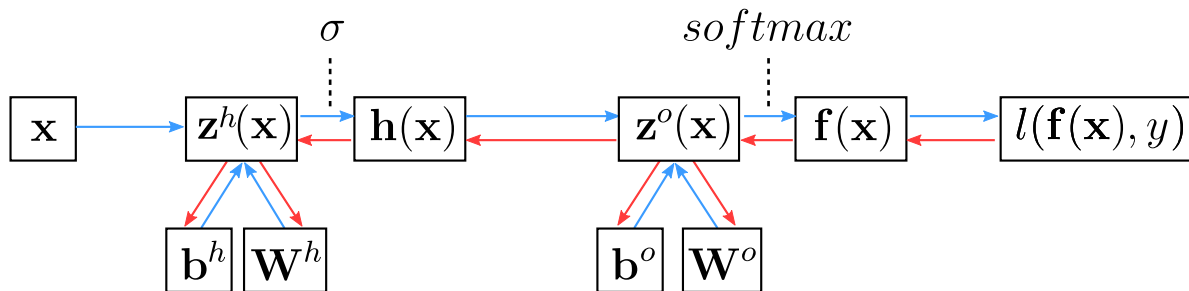 σ softmax
x z^h(x) h(x) z^o(x) f(x) l(f(x), y)
b^h W^h b^o W^o